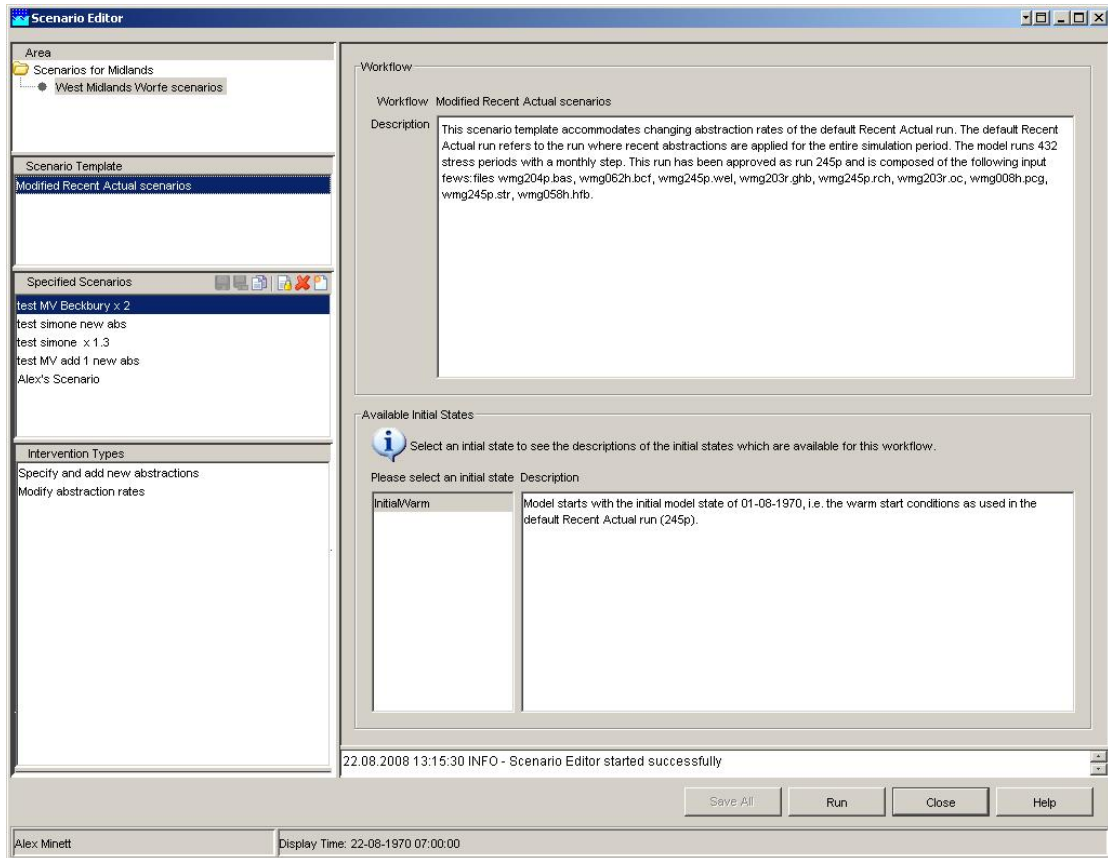 Scenario Editor
Area
Scenarios for Midlands
West Midlands Worfe scenarios
Scenario Template
Modified Recent Actual scenarios
Specified Scenarios
test MV Beckbury x 2
test simone new abs
test simone x 1.3
test MV add 1 new abs
Alex's Scenario
Intervention Types
Specify and add new abstractions
Modify abstraction rates
Workflow
Workflow Modified Recent Actual scenarios
Description
This scenario template accommodates changing abstraction rates of the default Recent Actual run. The default Recent
Actual run refers to the run where recent abstractions are applied for the entire simulation period. The model runs 432
stress periods with a monthly step. This run has been approved as run 245p and is composed of the following input
fews:files wmg204p.bas, wmg062h.bcf, wmg245p.wel, wmg203r.ghb, wmg245p.rch, wmg203r.oc, wmg008h.pcg,
wmg245p.str, wmg058h.hfb.
Available Initial States
Select an intial state to see the descriptions of the initial states which are available for this workflow.
Please select an initial state Description
InitialWarm
Model starts with the initial model state of 01-08-1970, i.e. the warm start conditions as used in the
default Recent Actual run (245p).
22.08.2008 13:15:30 INFO - Scenario Editor started successfully
Save All Run Close Help
Alex Minett Display Time: 22-08-1970 07:00:00